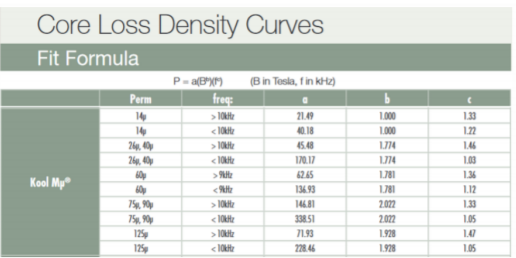 Core Loss Density Curves
Fit Formula
P = a(Bᵇ)(fᶜ) (B in Tesla, f in kHz)
Perm freq: a b c
14µ > 10kHz 21.49 1.000 1.33
14µ < 10kHz 40.18 1.000 1.22
26µ, 40µ > 10kHz 45.48 1.774 1.46
26µ, 40µ < 10kHz 170.17 1.774 1.03
Kool Mµ®
60µ > 9kHz 62.65 1.781 1.36
60µ < 9kHz 136.93 1.781 1.12
75µ, 90µ > 10kHz 146.81 2.022 1.33
75µ, 90µ < 10kHz 338.51 2.022 1.05
125µ > 10kHz 71.93 1.928 1.47
125µ < 10kHz 228.46 1.928 1.05